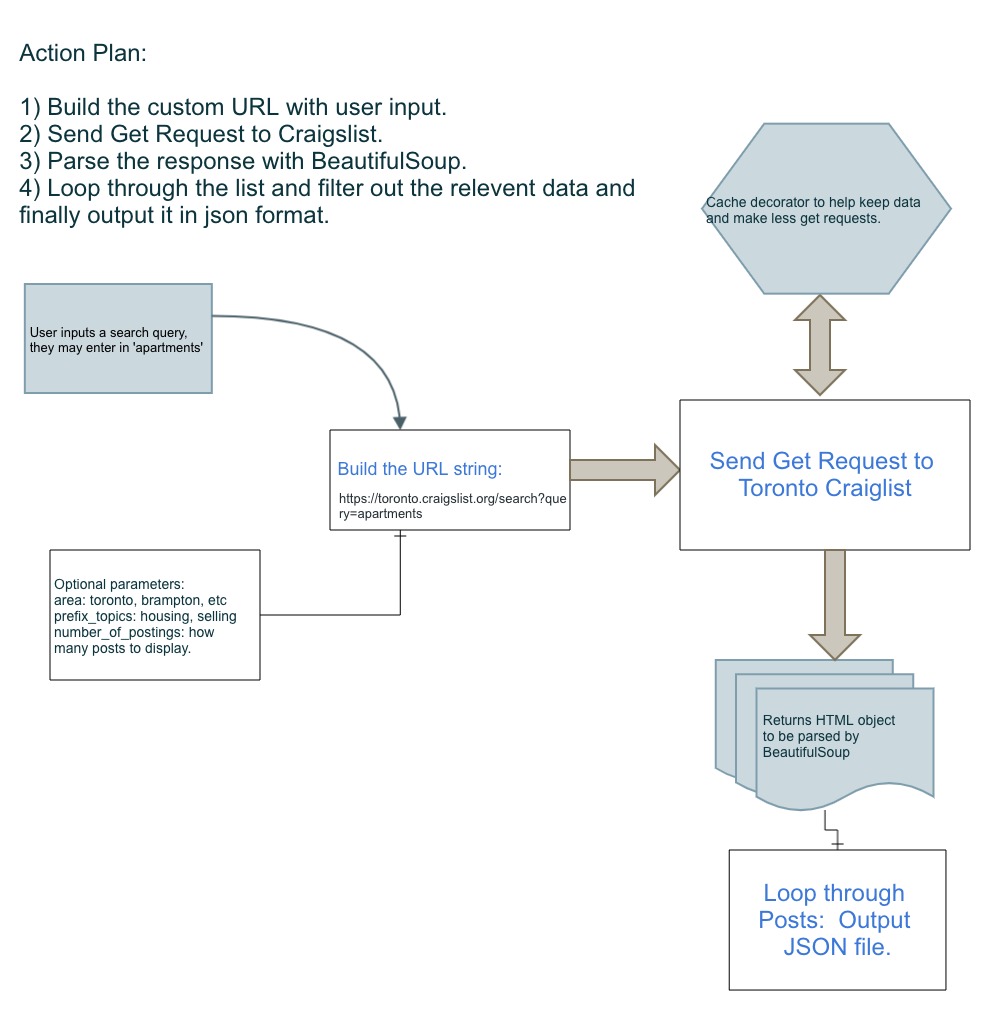 Action Plan:
1) Build the custom URL with user input.
2) Send Get Request to Craigslist.
3) Parse the response with BeautifulSoup.
4) Loop through the list and filter out the relevent data and
finally output it in json format.
Cache decorator to help keep data
and make less get requests.
User inputs a search query,
they may enter in 'apartments'
Build the URL string:
https://toronto.craigslist.org/search?que
ry=apartments
Send Get Request to
Toronto Craiglist
Optional parameters:
area: toronto, brampton, etc
prefix_topics: housing, selling
number_of_postings: how
many posts to display.
Returns HTML object
to be parsed by
BeautifulSoup
Loop through
Posts:  Output
JSON file.